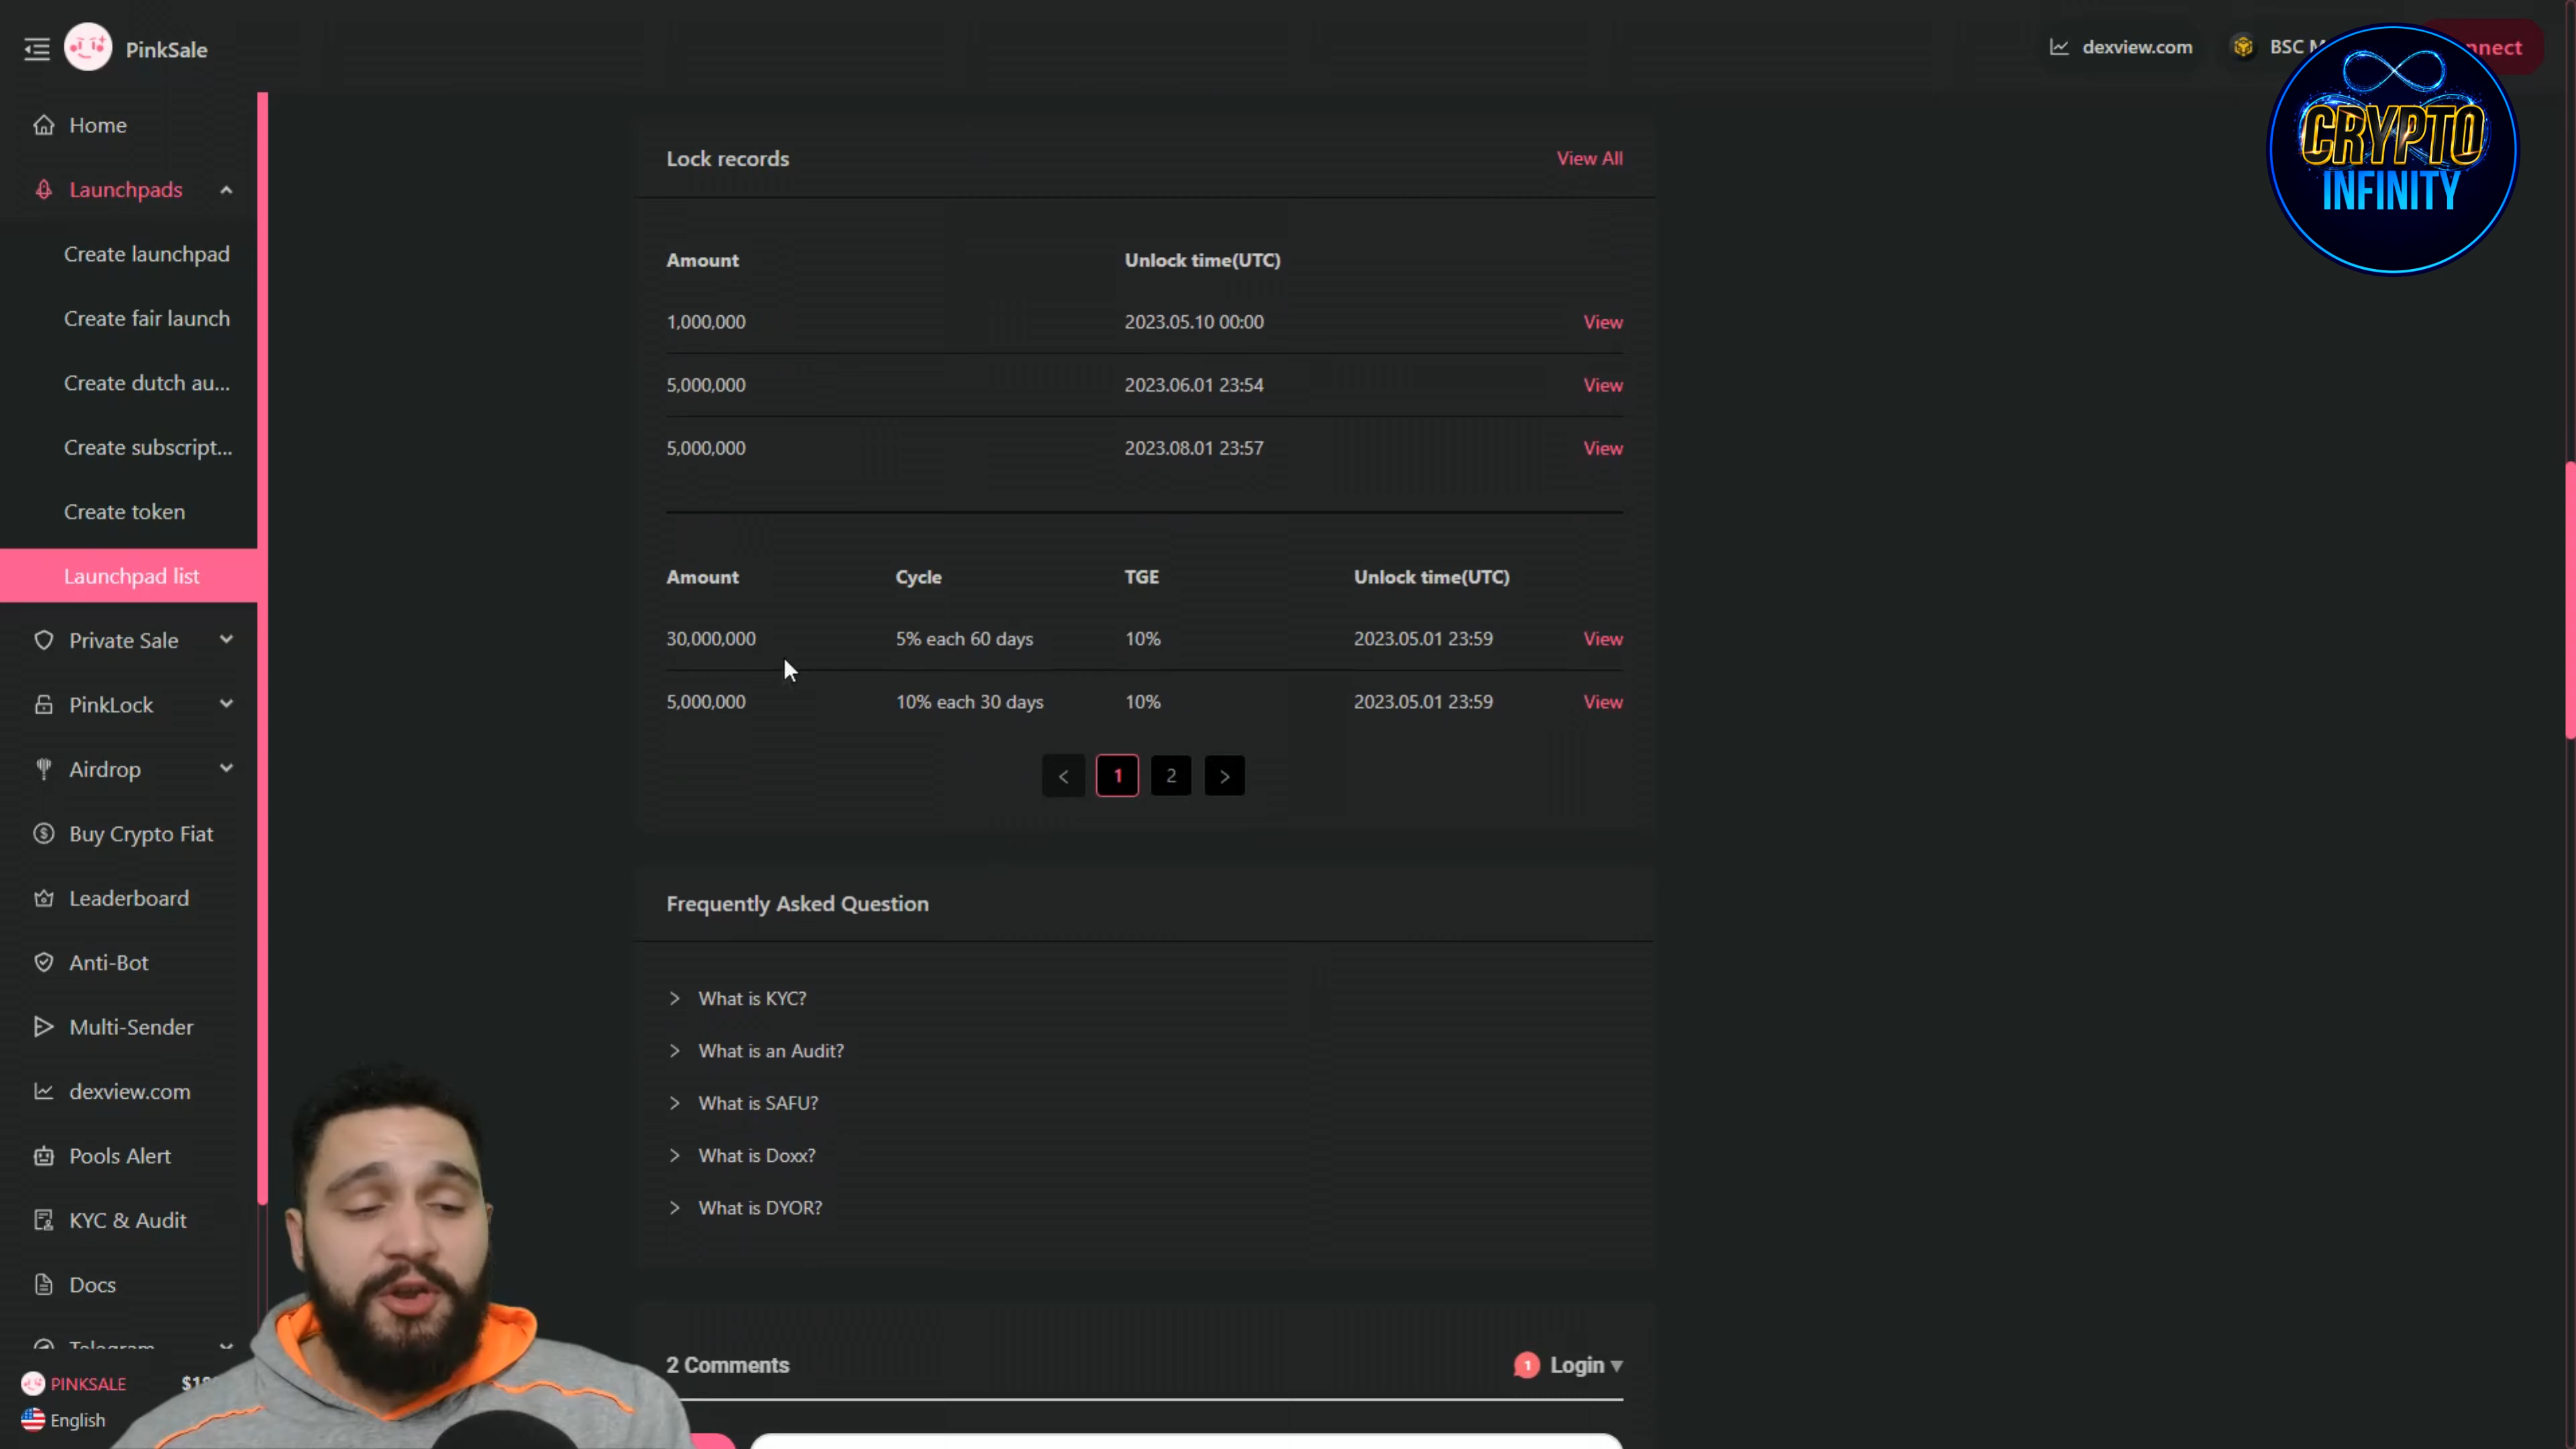 PinkSale
dexview.com
BSC
nnect
CRYPTO
INFINITY
Home
Launchpads
Create launchpad
Create fair launch
Create dutch au...
Create subscript...
Create token
Launchpad list
Private Sale
PinkLock
Airdrop
Buy Crypto Fiat
Leaderboard
Anti-Bot
Multi-Sender
dexview.com
Pools Alert
KYC & Audit
Docs
Telegram
PINKSALE
English
Lock records View All
Amount Unlock time(UTC)
1,000,000 2023.05.10 00:00 View
5,000,000 2023.06.01 23:54 View
5,000,000 2023.08.01 23:57 View
Amount Cycle TGE Unlock time(UTC)
30,000,000 5% each 60 days 10% 2023.05.01 23:59 View
5,000,000 10% each 30 days 10% 2023.05.01 23:59 View
< 1 2 >
Frequently Asked Question
What is KYC?
What is an Audit?
What is SAFU?
What is Doxx?
What is DYOR?
2 Comments 1 Login